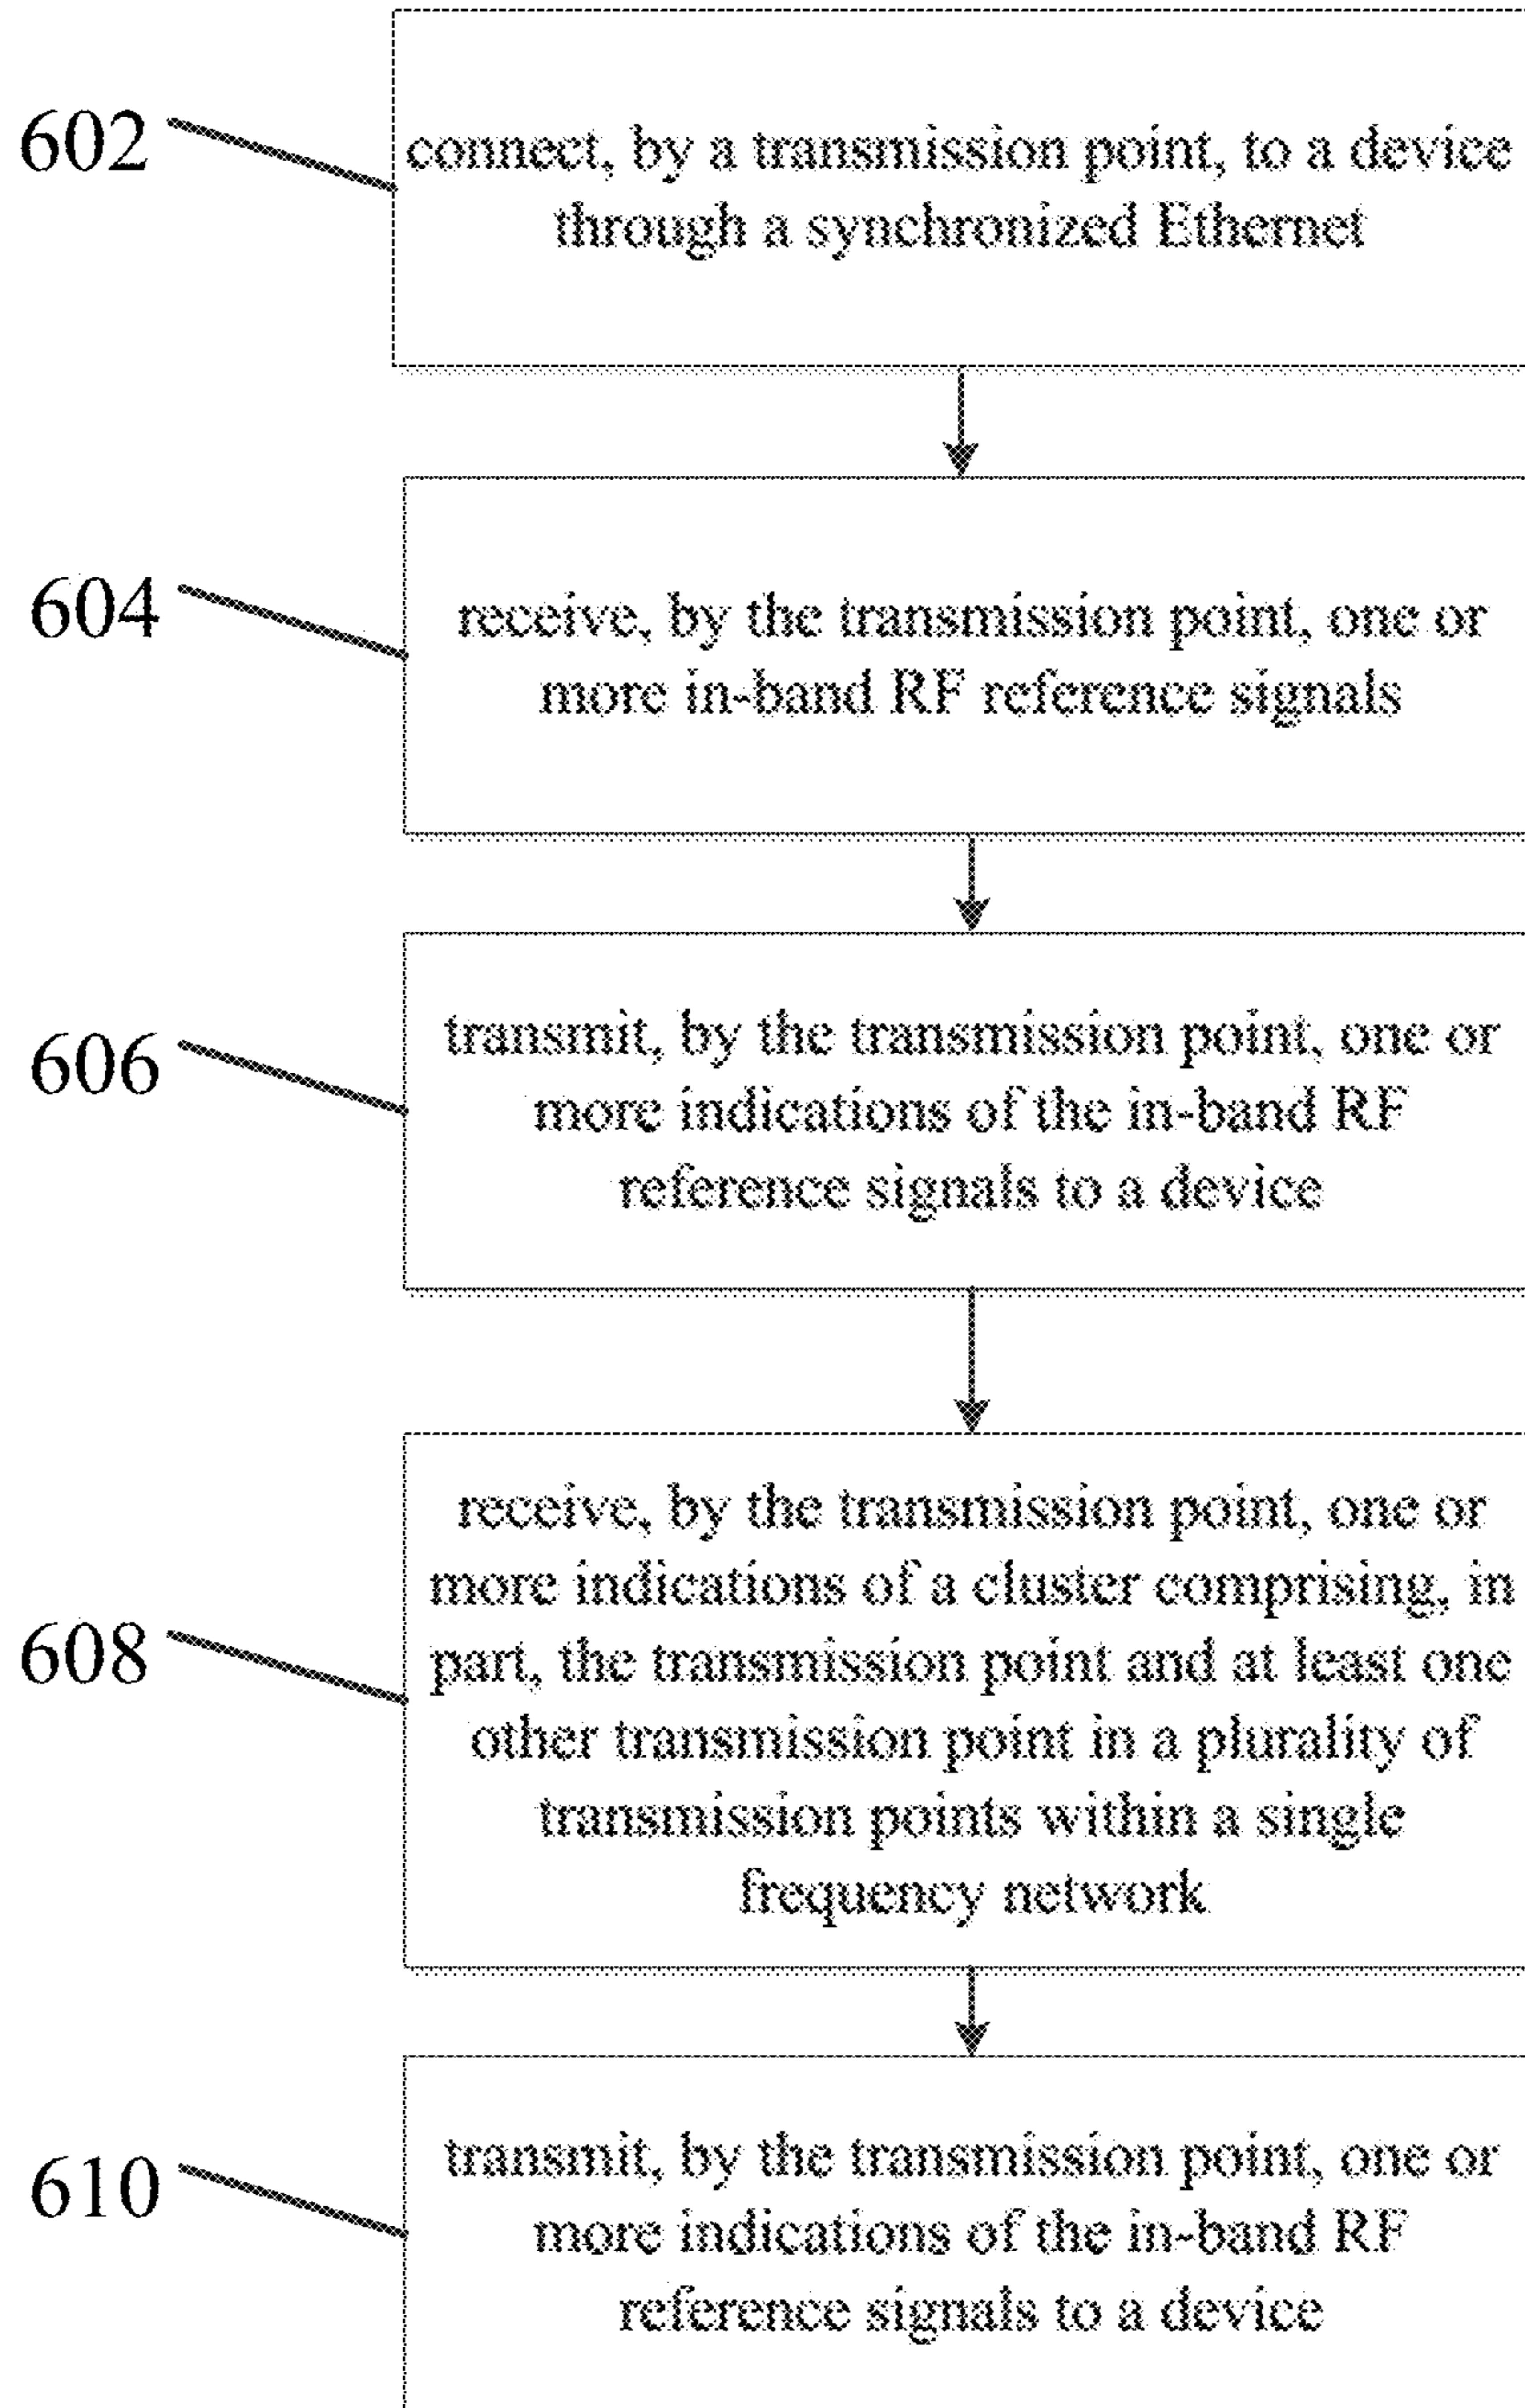 602
connect, by a transmission point, to a device
through a synchronized Ethernet
604
receive, by the transmission point, one or
more in-band RF reference signals
606
transmit, by the transmission point, one or
more indications of the in-band RF
reference signals to a device
608
receive, by the transmission point, one or
more indications of a cluster comprising, in
part, the transmission point and at least one
other transmission point in a plurality of
transmission points within a single
frequency network
610
transmit, by the transmission point, one or
more indications of the in-band RF
reference signals to a device